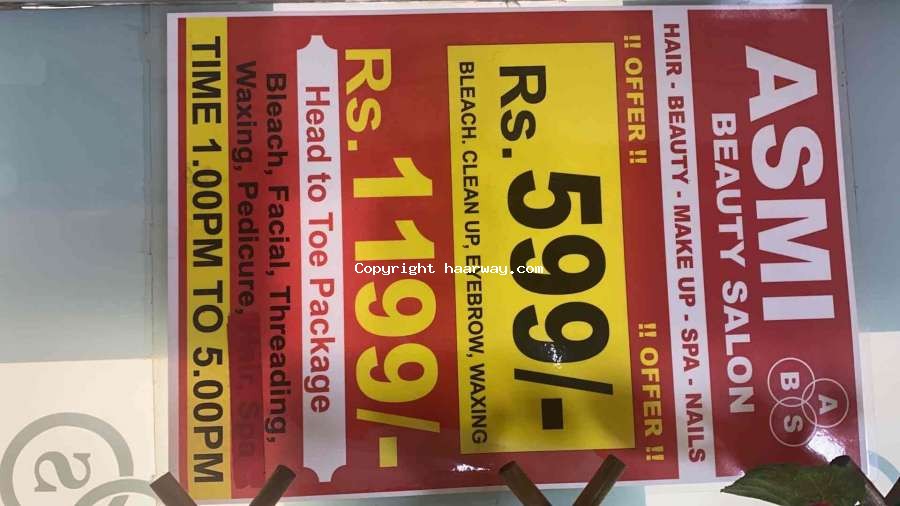 ASMI
BEAUTY SALON
A
B S
HAIR - BEAUTY - MAKE UP - SPA - NAILS
!! OFFER !! !! OFFER !!
Rs. 599/-
BLEACH. CLEAN UP, EYEBROW, WAXING
Rs. 1199/-
Head to Toe Package
Bleach, Facial, Threading,
Waxing, Pedicure, Hair, Spa
TIME 1.00PM TO 5.00PM
S
Copyright haarway.com